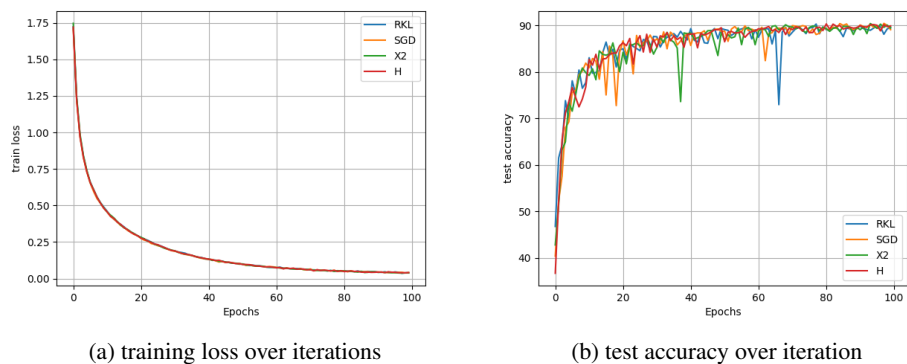 1.75
1.50
1.25
1.00
0.75
0.50
0.25
0.00
train loss
0 20 40 60 80 100
Epochs
RKL
SGD
X2
H
(a) training loss over iterations
90
80
70
60
50
40
test accuracy
0 20 40 60 80 100
Epochs
RKL
SGD
X2
H
(b) test accuracy over iteration